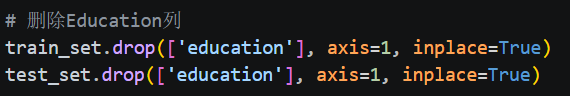 # 删除Education列
train_set.drop(['education'], axis=1, inplace=True)
test_set.drop(['education'], axis=1, inplace=True)